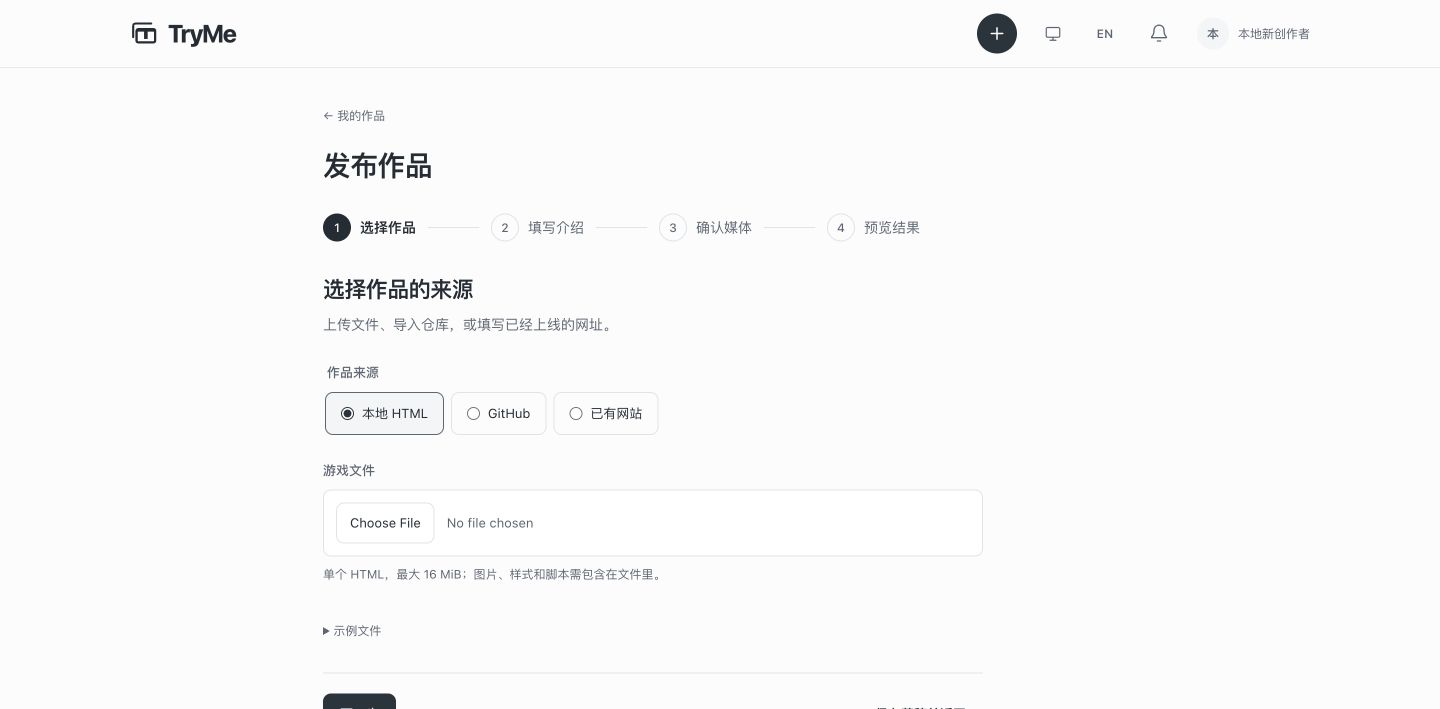 TryMe
EN
本
本地新创作者
← 我的作品
发布作品
1 选择作品
2 填写介绍
3 确认媒体
4 预览结果
选择作品的来源
上传文件、导入仓库，或填写已经上线的网址。
作品来源
本地 HTML
GitHub
已有网站
游戏文件
Choose File No file chosen
单个 HTML，最大 16 MiB；图片、样式和脚本需包含在文件里。
示例文件